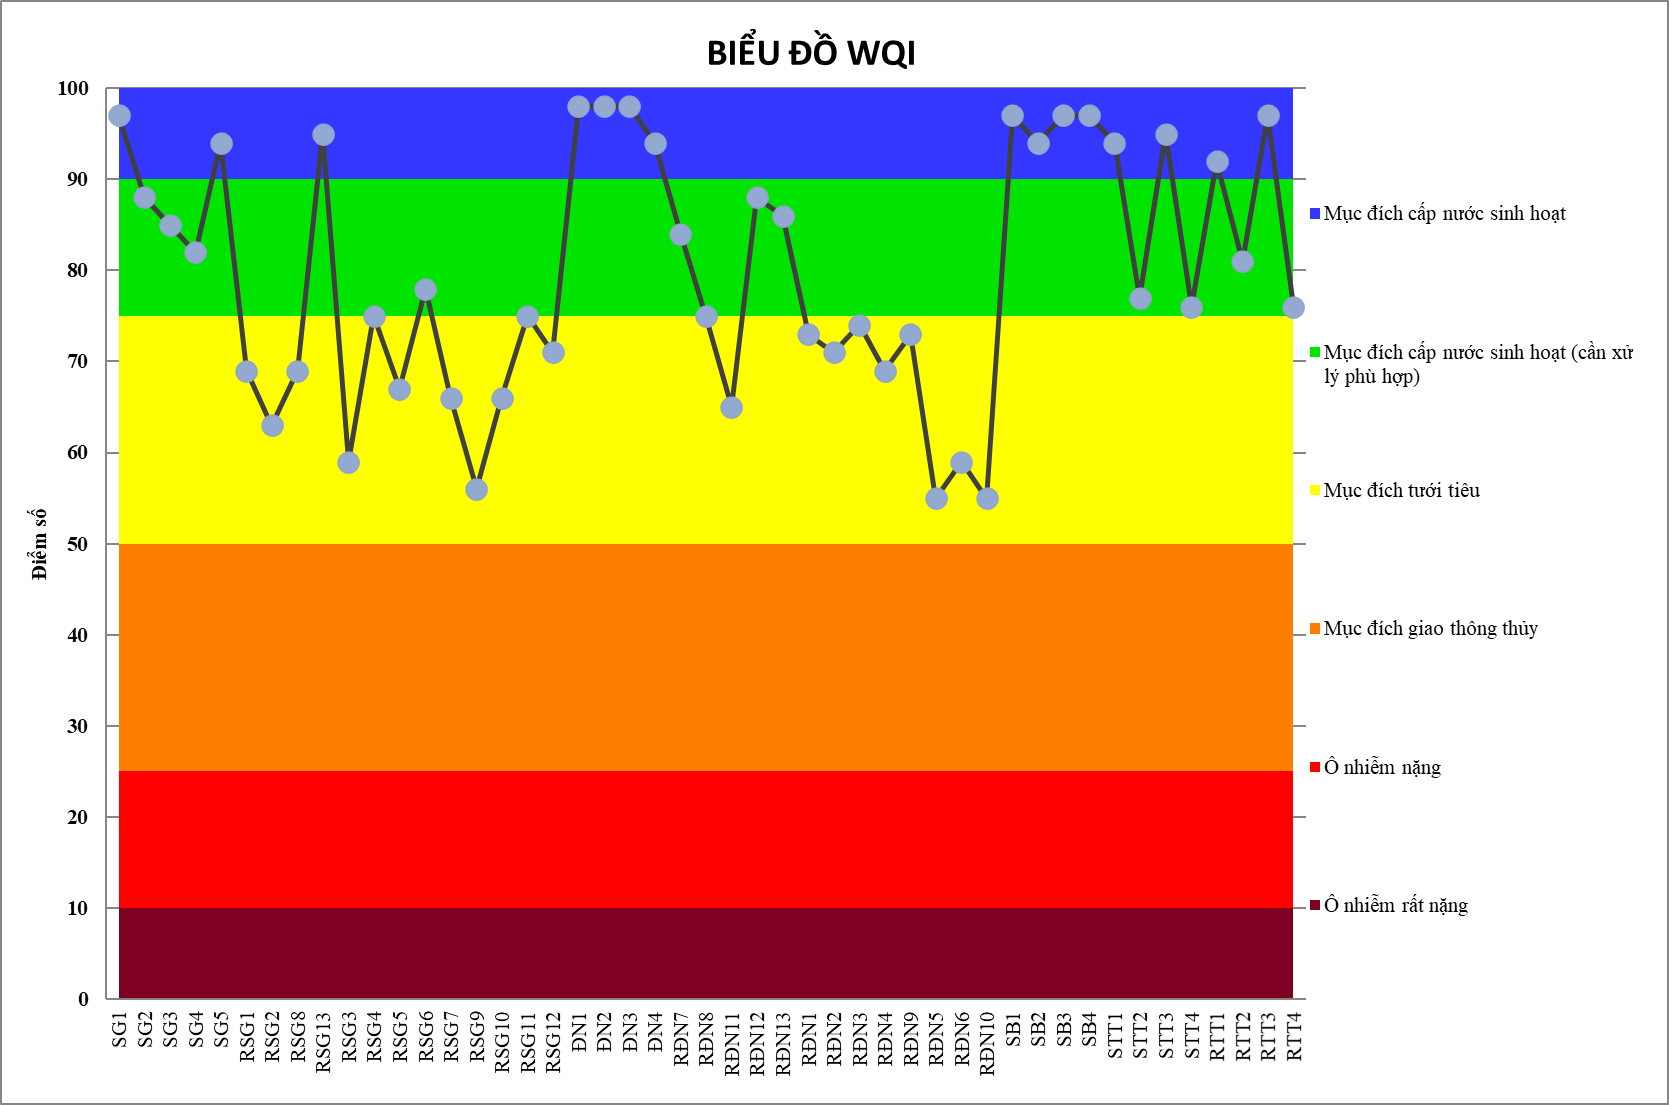 BIỂU ĐỒ WQI
100
90
80
70
60
50
40
30
20
10
0
Điểm số
SG1
SG2
SG3
SG4
SG5
RSG1
RSG2
RSG8
RSG13
RSG3
RSG4
RSG5
RSG6
RSG7
RSG9
RSG10
RSG11
RSG12
ĐN1
ĐN2
ĐN3
ĐN4
RĐN7
RĐN8
RĐN11
RĐN12
RĐN13
RĐN1
RĐN2
RĐN3
RĐN4
RĐN9
RĐN5
RĐN6
RĐN10
SB1
SB2
SB3
SB4
STT1
STT2
STT3
STT4
RTT1
RTT2
RTT3
RTT4
Mục đích cấp nước sinh hoạt
Mục đích cấp nước sinh hoạt (cần xử
lý phù hợp)
Mục đích tưới tiêu
Mục đích giao thông thủy
Ô nhiễm nặng
Ô nhiễm rất nặng